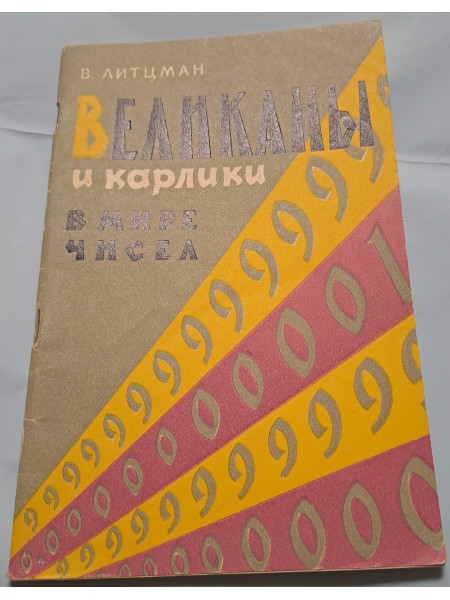 В. ЛИТЦМАН
ВЕЛИКАНЫ
и карлики
В МИРЕ
ЧИСЕЛ